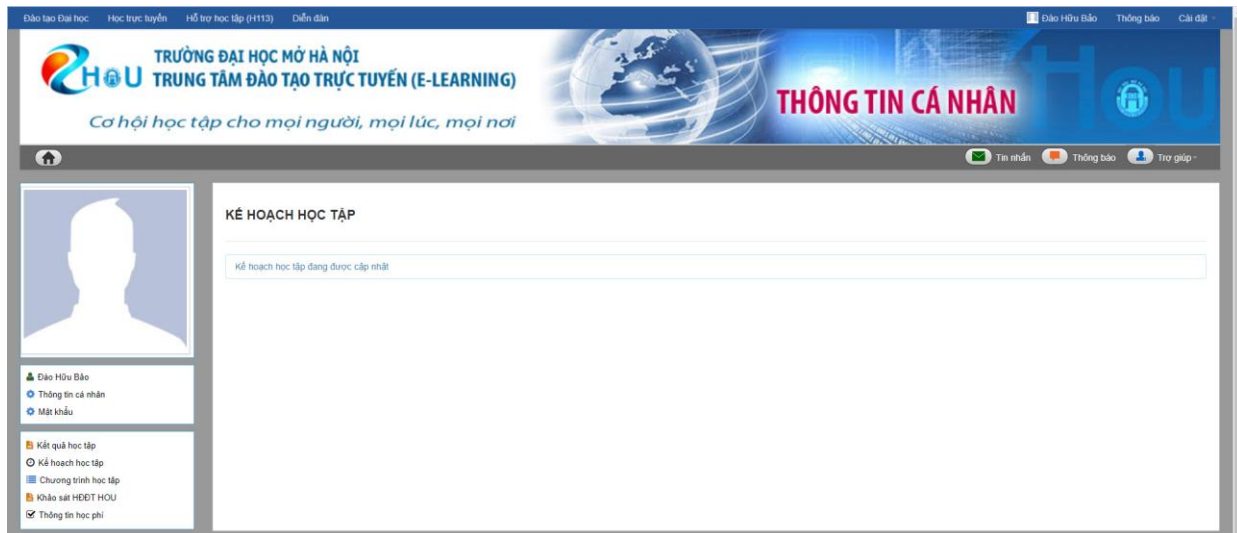 Đào tạo Đại học Học trực tuyến Hỗ trợ học tập (H113) Diễn đàn Đào Hữu Bảo Thông báo Cài đặt
HOU
TRƯỜNG ĐẠI HỌC MỞ HÀ NỘI
TRUNG TÂM ĐÀO TẠO TRỰC TUYẾN (E-LEARNING)
Cơ hội học tập cho mọi người, mọi lúc, mọi nơi
THÔNG TIN CÁ NHÂN
Hou
Tin nhắn Thông báo Trợ giúp
KẾ HOẠCH HỌC TẬP
Kế hoạch học tập đang được cập nhật
Đào Hữu Bảo
Thông tin cá nhân
Mật khẩu
Kết quả học tập
Kế hoạch học tập
Chương trình học tập
Khảo sát HĐĐT HOU
Thông tin học phí